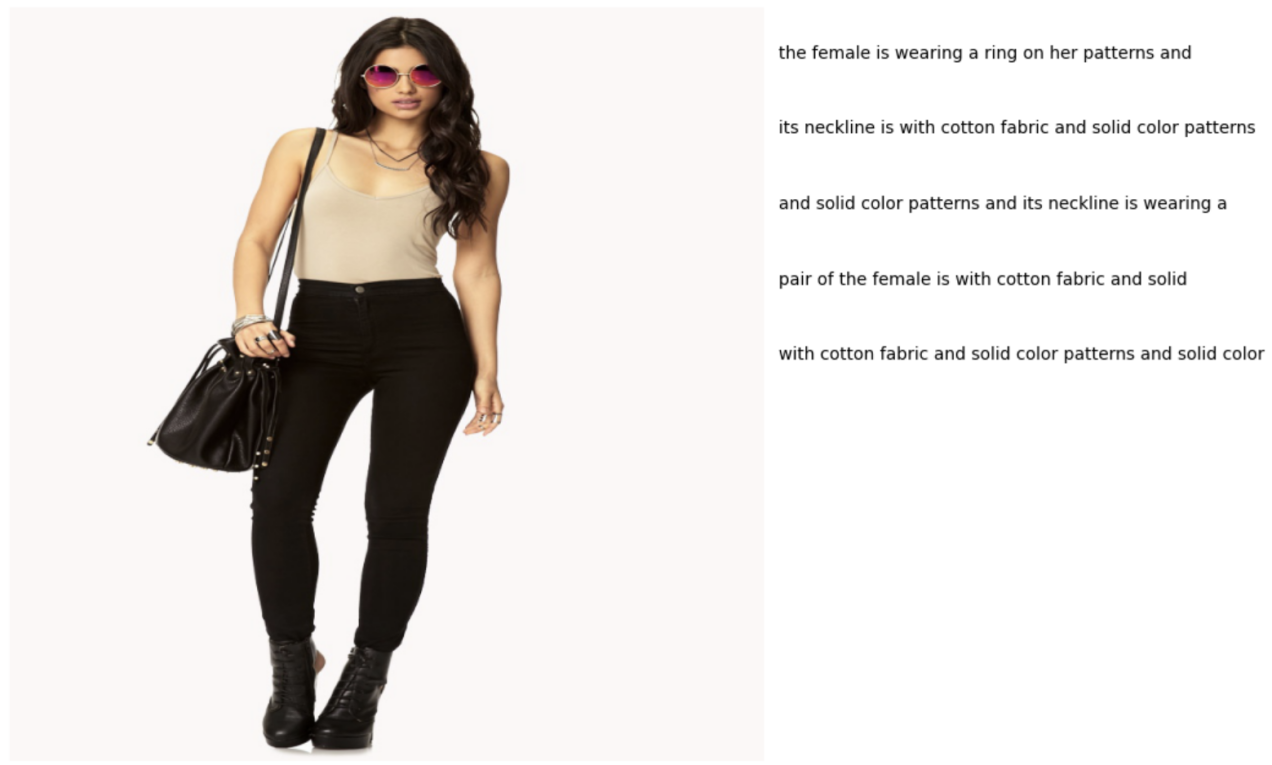 the female is wearing a ring on her patterns and
its neckline is with cotton fabric and solid color patterns
and solid color patterns and its neckline is wearing a
pair of the female is with cotton fabric and solid
with cotton fabric and solid color patterns and solid color